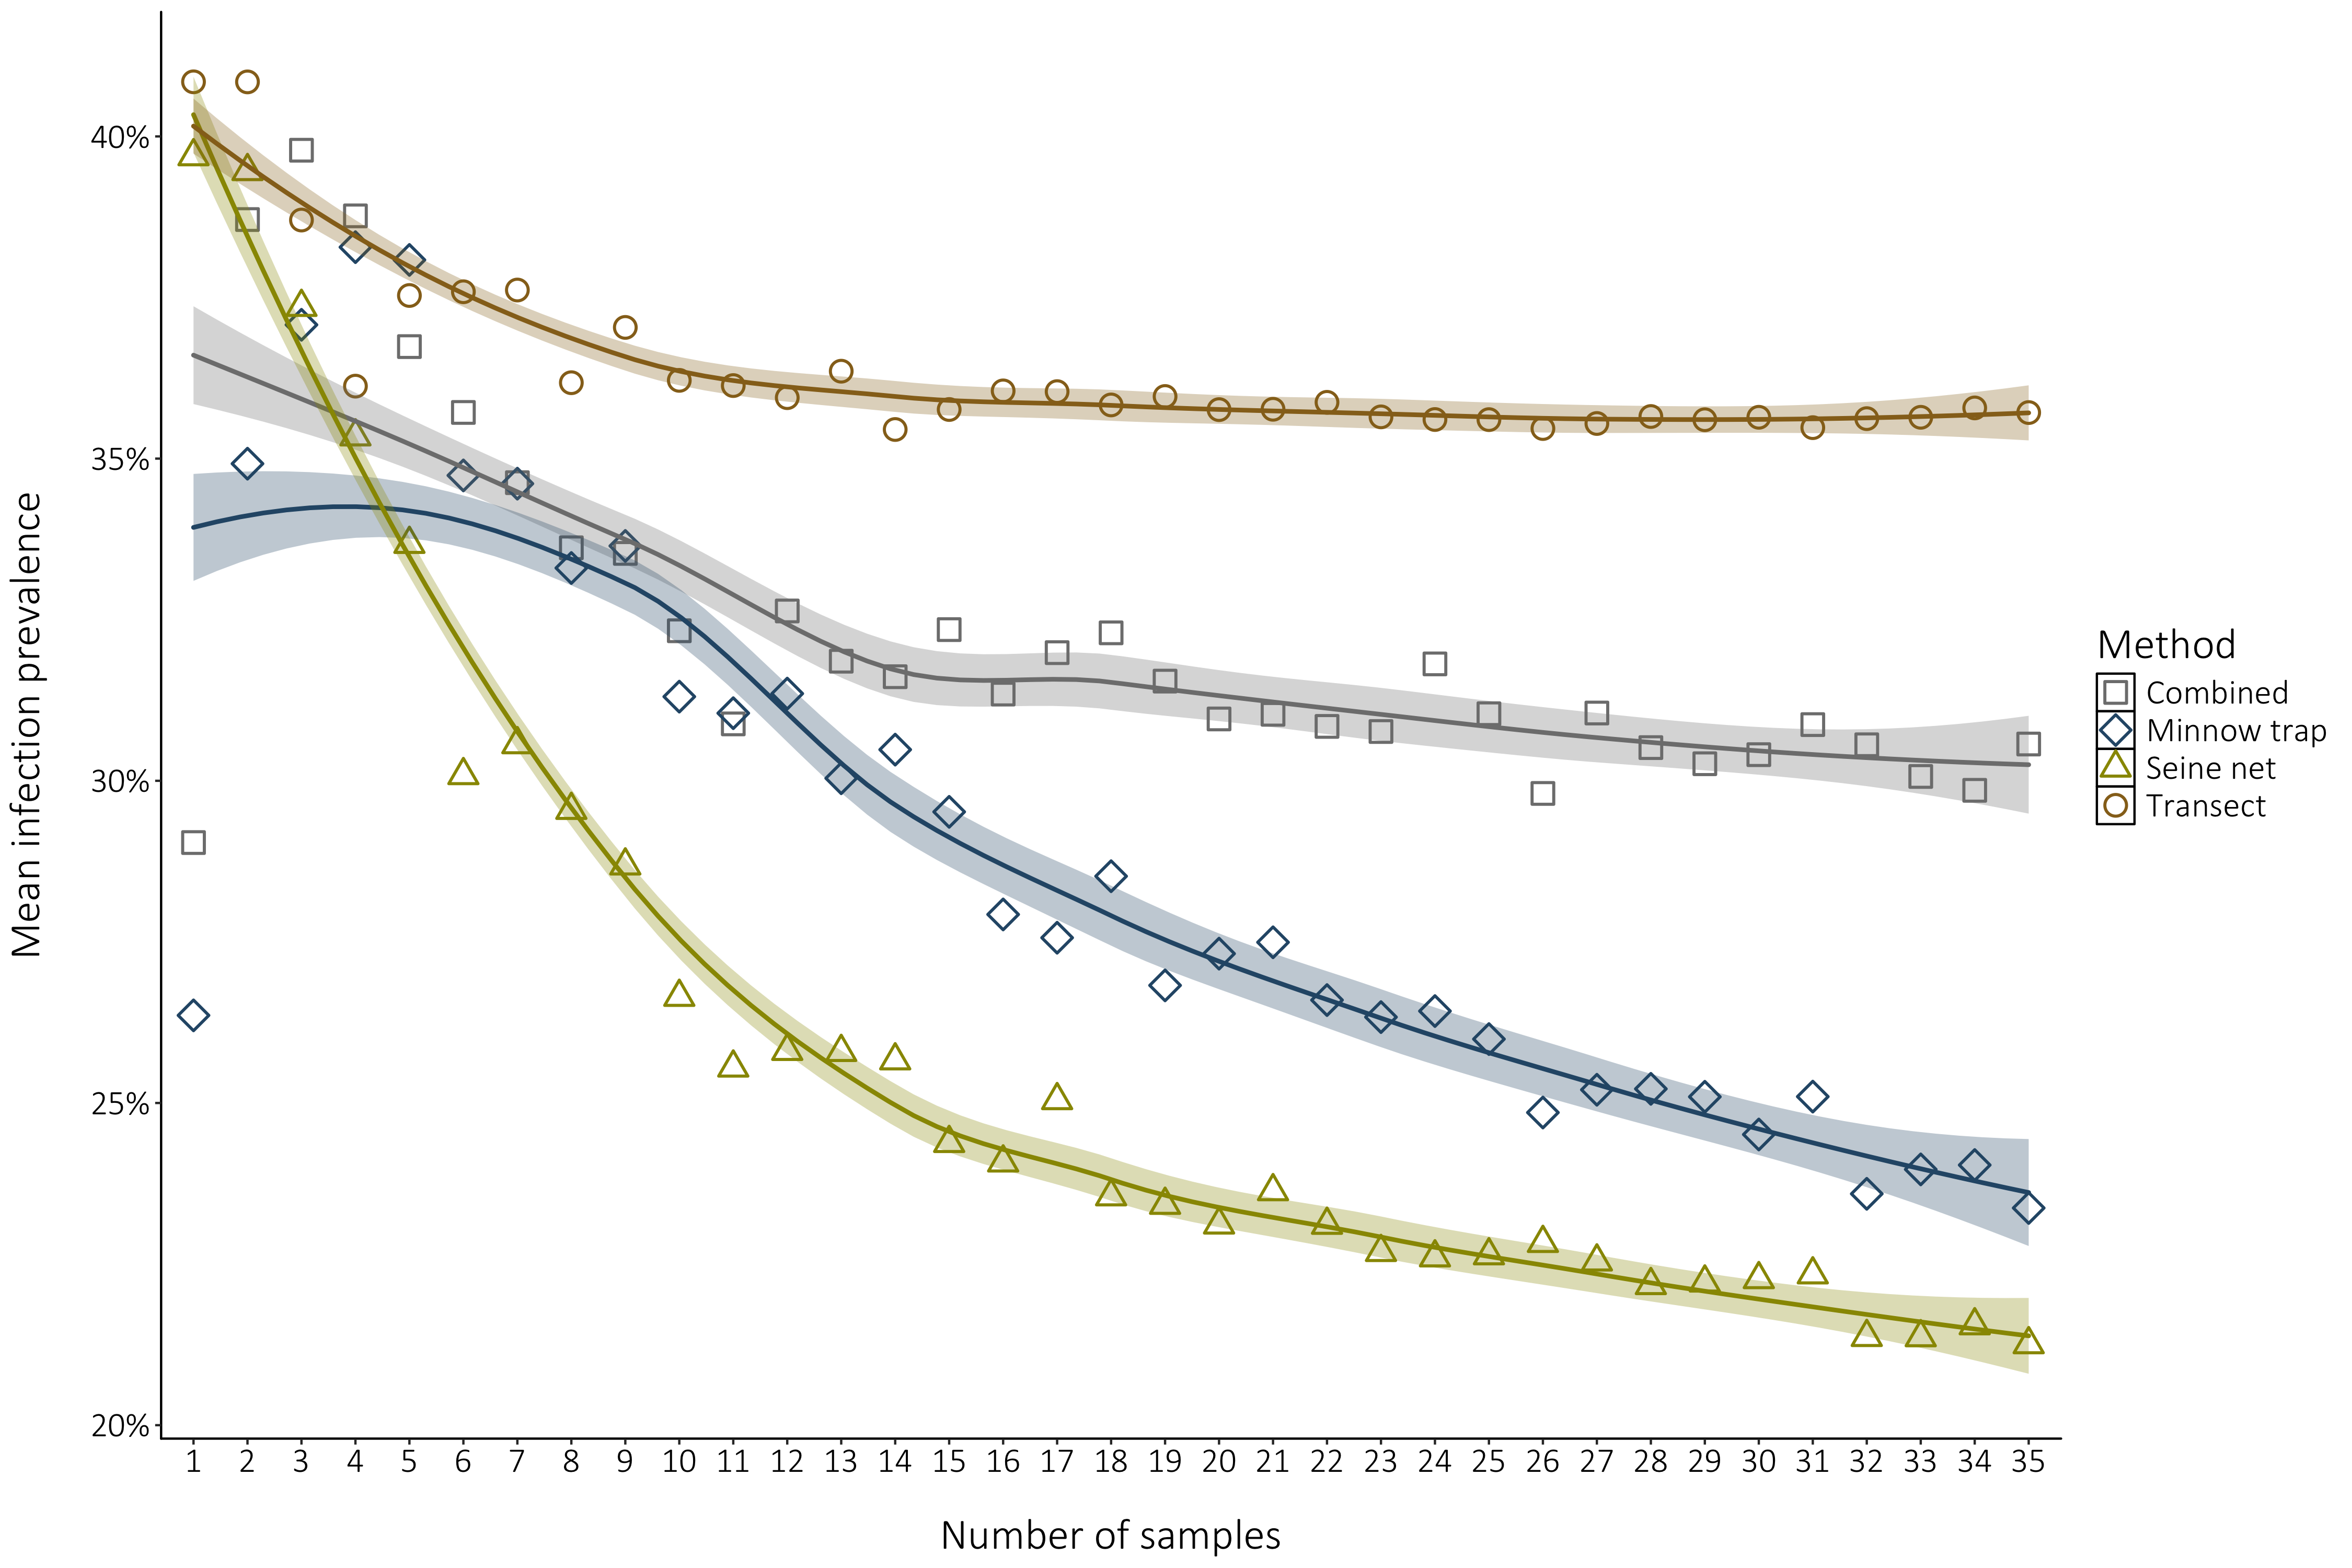 Mean infection prevalence
40%
35%
30%
25%
20%
1 2 3 4 5 6 7 8 9 10 11 12 13 14 15 16 17 18 19 20 21 22 23 24 25 26 27 28 29 30 31 32 33 34 35
Number of samples
Method
Combined
Minnow trap
Seine net
Transect